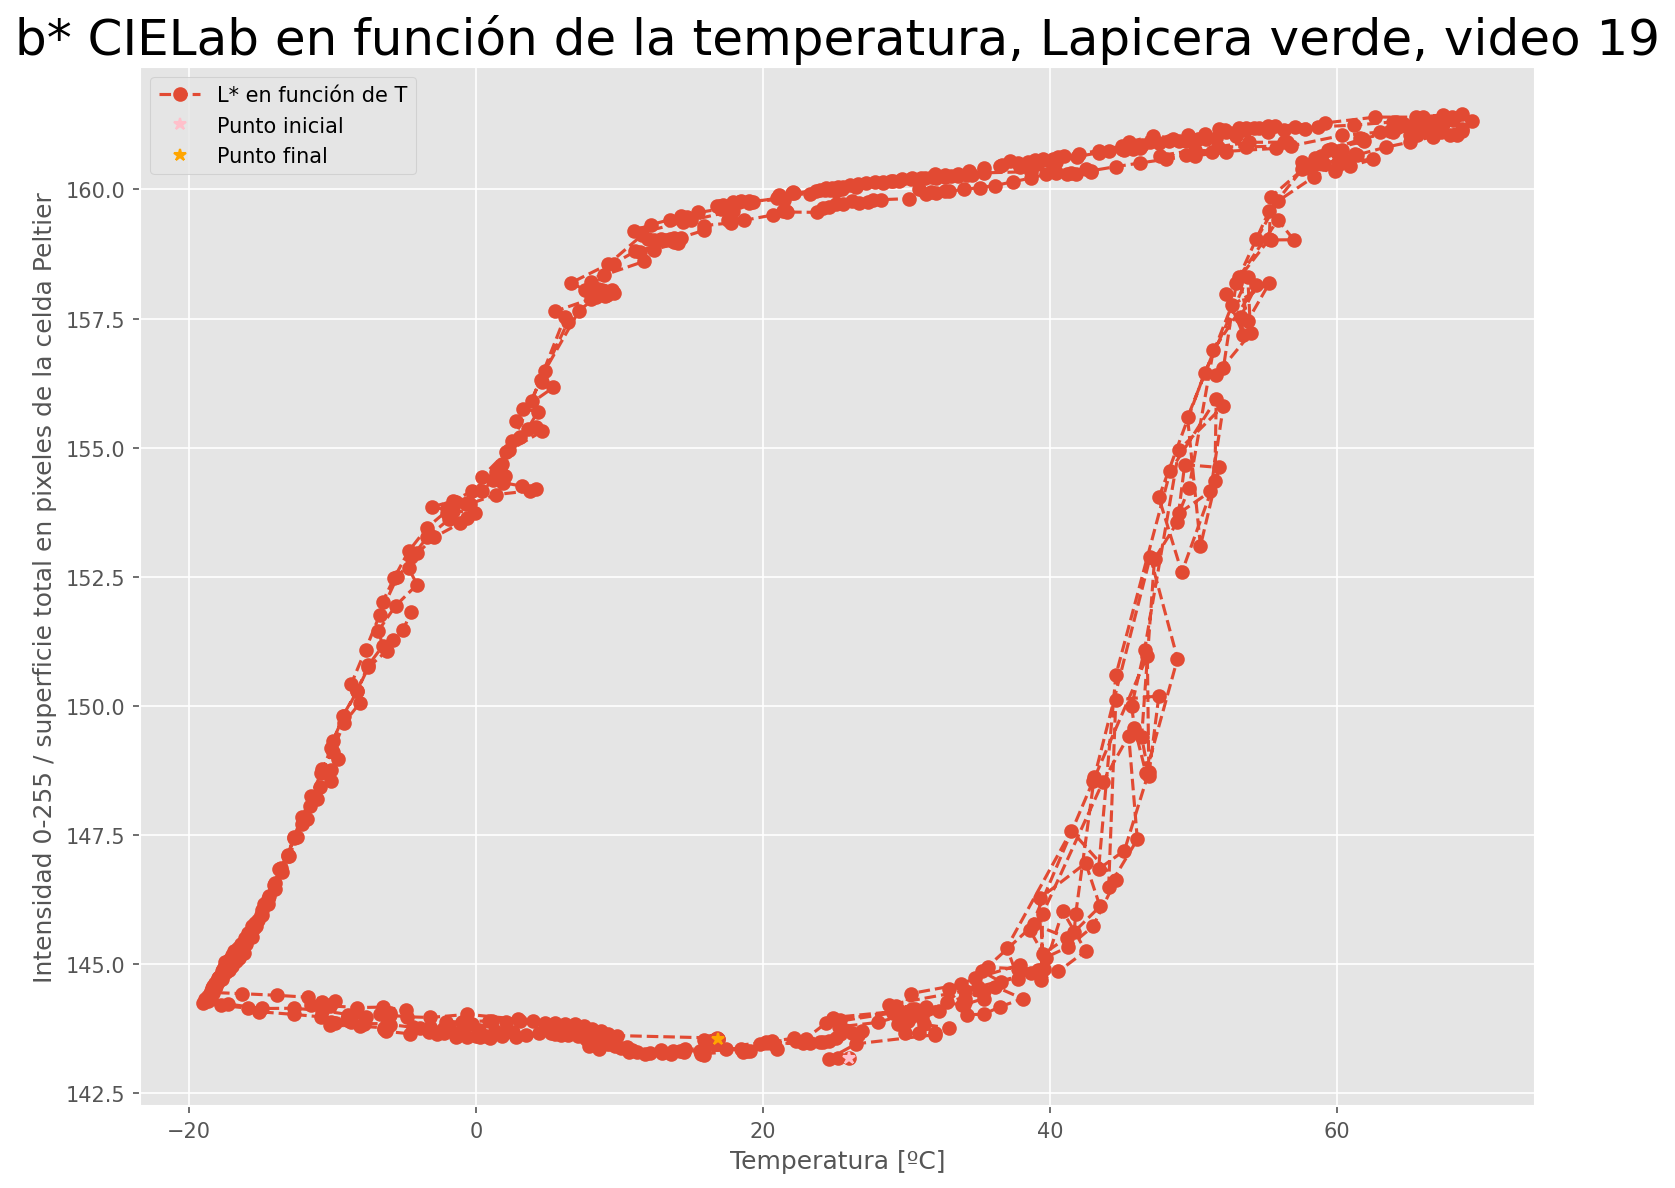 b* CIELab en función de la temperatura, Lapicera verde, video 19
L* en función de T
Punto inicial
Punto final
Intensidad 0-255 / superficie total en pixeles de la celda Peltier
160.0
157.5
155.0
152.5
150.0
147.5
145.0
142.5
−20
0
20
40
60
Temperatura [ºC]